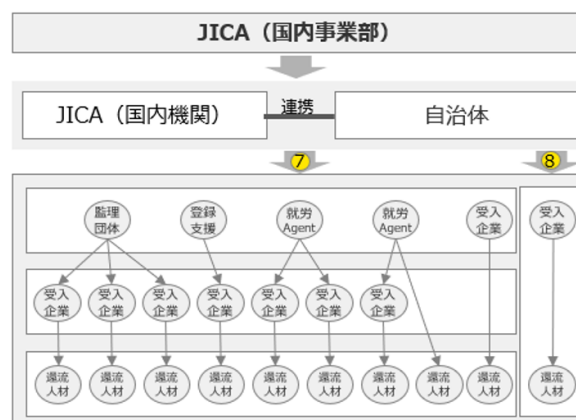 JICA（国内事業部）
JICA（国内機関）
連携
自治体
7
8
監理
団体
登録
支援
就労
Agent
就労
Agent
受入
企業
受入
企業
受入
企業
受入
企業
受入
企業
受入
企業
受入
企業
受入
企業
受入
企業
還流
人材
還流
人材
還流
人材
還流
人材
還流
人材
還流
人材
還流
人材
還流
人材
還流
人材
還流
人材